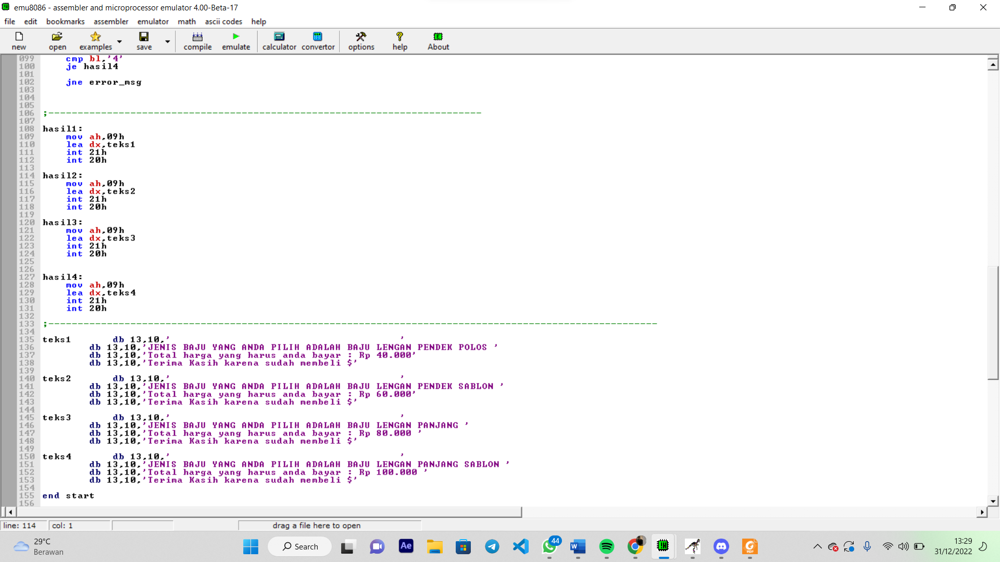 emu8086 - assembler and microprocessor emulator 4.00-Beta-17
file edit bookmarks assembler emulator math ascii codes help
new open examples save compile emulate calculator convertor options help About
099 cmp bl,'4'
100 je hasil4
101
102 jne error_msg
103
104
105
106 ;--------------------------------------------------------------------------
107
108 hasil1:
109 mov ah,09h
110 lea dx,teks1
111 int 21h
112 int 20h
113
114 hasil2:
115 mov ah,09h
116 lea dx,teks2
117 int 21h
118 int 20h
119
120 hasil3:
121 mov ah,09h
122 lea dx,teks3
123 int 21h
124 int 20h
125
126
127 hasil4:
128 mov ah,09h
129 lea dx,teks4
130 int 21h
131 int 20h
132
133 ;--------------------------------------------------------------------------------------------------------
134
135 teks1 db 13,10,' '
136 db 13,10,'JENIS BAJU YANG ANDA PILIH ADALAH BAJU LENGAN PENDEK POLOS '
137 db 13,10,'Total harga yang harus anda bayar : Rp 40.000'
138 db 13,10,'Terima Kasih karena sudah membeli $'
139
140 teks2 db 13,10,' '
141 db 13,10,'JENIS BAJU YANG ANDA PILIH ADALAH BAJU LENGAN PENDEK SABLON '
142 db 13,10,'Total harga yang harus anda bayar : Rp 60.000'
143 db 13,10,'Terima Kasih karena sudah membeli $'
144
145 teks3 db 13,10,' '
146 db 13,10,'JENIS BAJU YANG ANDA PILIH ADALAH BAJU LENGAN PANJANG '
147 db 13,10,'Total harga yang harus anda bayar : Rp 80.000 '
148 db 13,10,'Terima Kasih karena sudah membeli $'
149
150 teks4 db 13,10,' '
151 db 13,10,'JENIS BAJU YANG ANDA PILIH ADALAH BAJU LENGAN PANJANG SABLON '
152 db 13,10,'Total harga yang harus anda bayar : Rp 100.000 '
153 db 13,10,'Terima Kasih karena sudah membeli $'
154
155 end start
156
line: 114 col: 1 drag a file here to open
29°C
Berawan
Search
Ae
44
W
PDF
13:29
31/12/2022